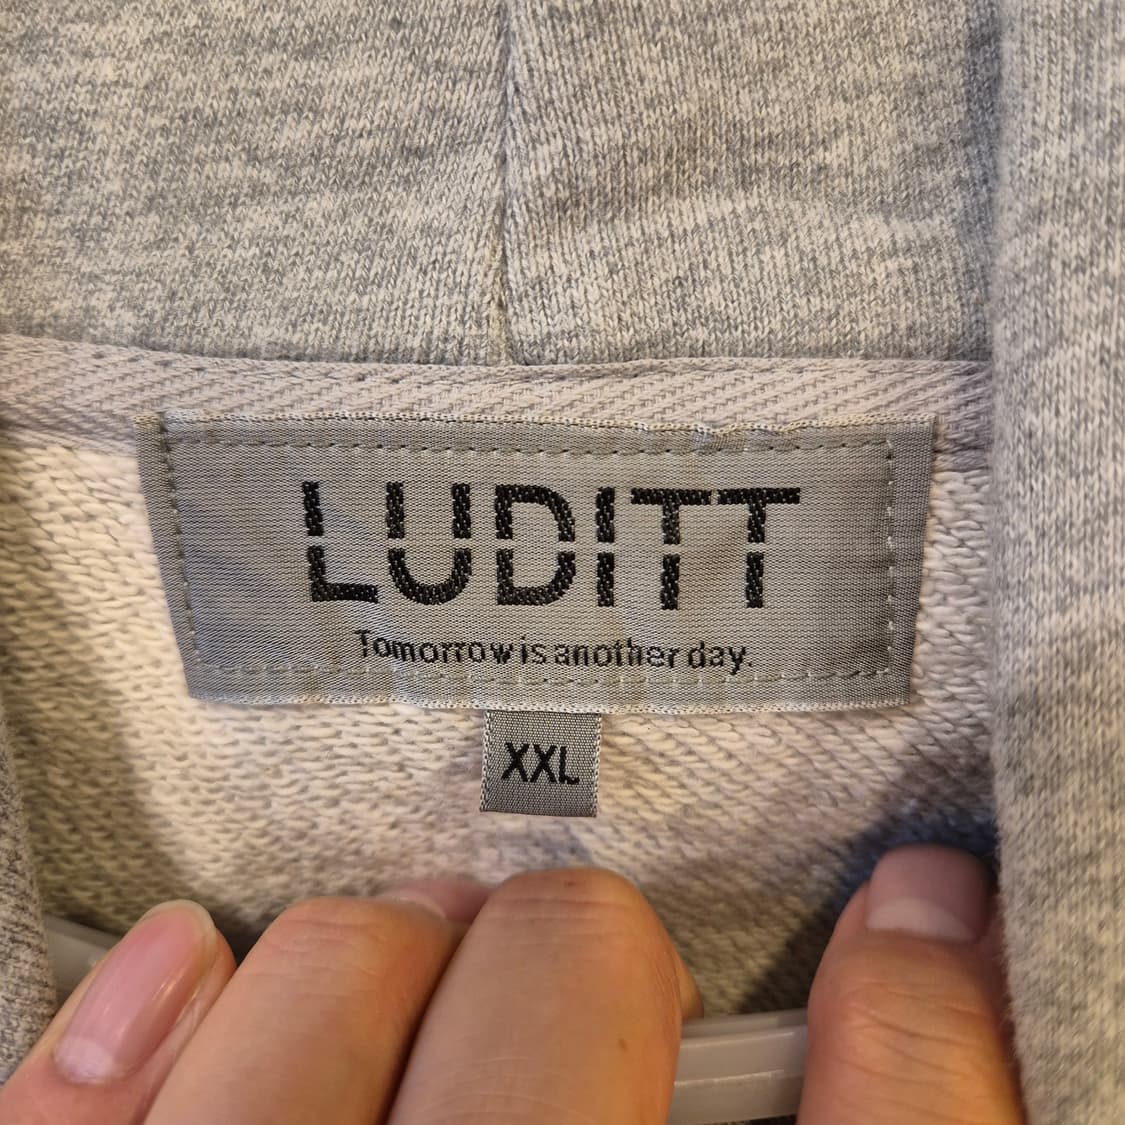 LUDITT
Tomorrow is another day.
XXL